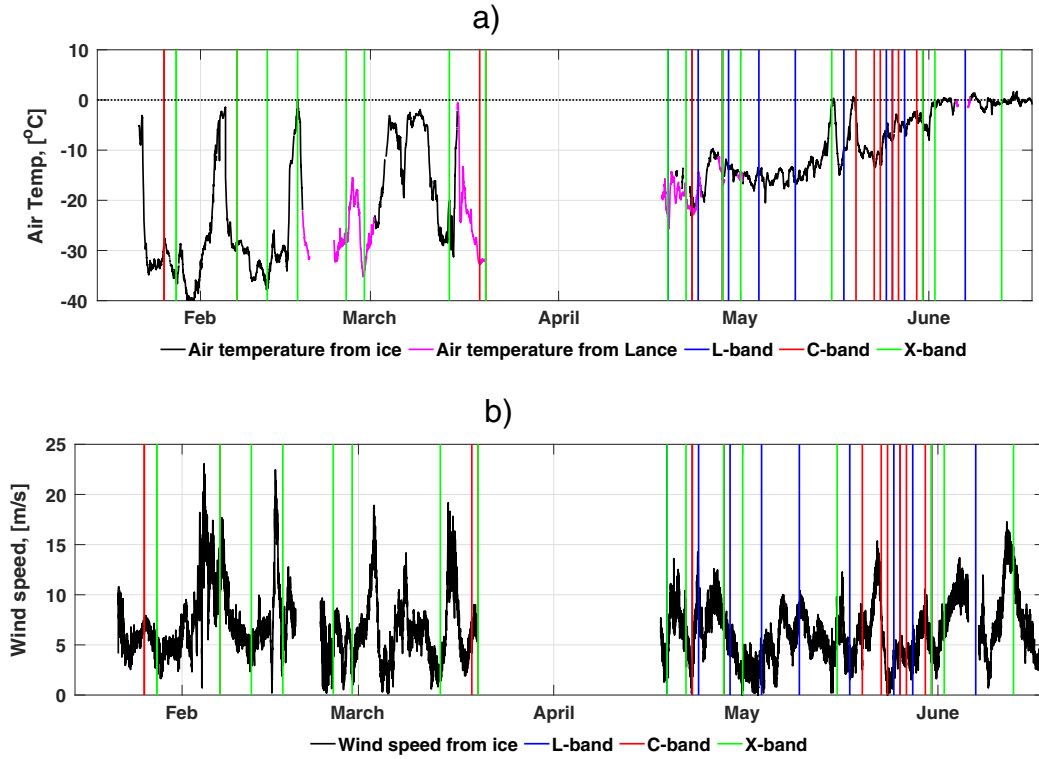 a)
Air Temp, [°C]
10
0
-10
-20
-30
-40
Feb March April May June
Air temperature from ice Air temperature from Lance L-band C-band X-band
b)
Wind speed, [m/s]
25
20
15
10
5
0
Feb March April May June
Wind speed from ice L-band C-band X-band